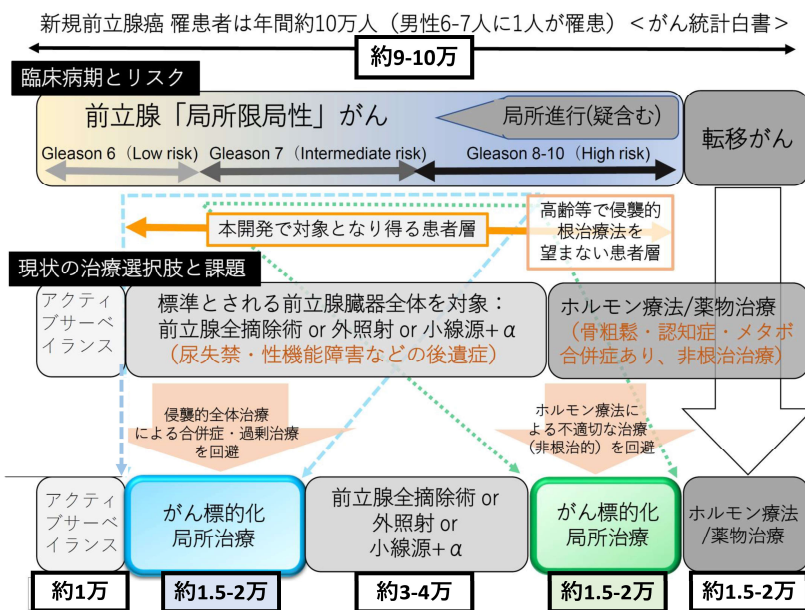 新規前立腺癌 罹患者は年間約10万人（男性6-7人に1人が罹患）＜がん統計白書＞
約9-10万
臨床病期とリスク
前立腺「局所限局性」がん
局所進行(疑含む)
転移がん
Gleason 6（Low risk）
Gleason 7（Intermediate risk）
Gleason 8-10（High risk）
本開発で対象となり得る患者層
高齢等で侵襲的
根治療法を
望まない患者層
現状の治療選択肢と課題
アクティ
ブサーベ
イランス
標準とされる前立腺臓器全体を対象：
前立腺全摘除術 or 外照射 or 小線源+α
（尿失禁・性機能障害などの後遺症）
ホルモン療法/薬物治療
（骨粗鬆・認知症・メタボ
合併症あり、非根治治療）
侵襲的全体治療
による合併症・過剰治療
を回避
ホルモン療法に
よる不適切な治療
（非根治的）を回避
アクティ
ブサーベ
イランス
がん標的化
局所治療
前立腺全摘除術 or
外照射 or
小線源+α
がん標的化
局所治療
ホルモン療法
/薬物治療
約1万
約1.5-2万
約3-4万
約1.5-2万
約1.5-2万